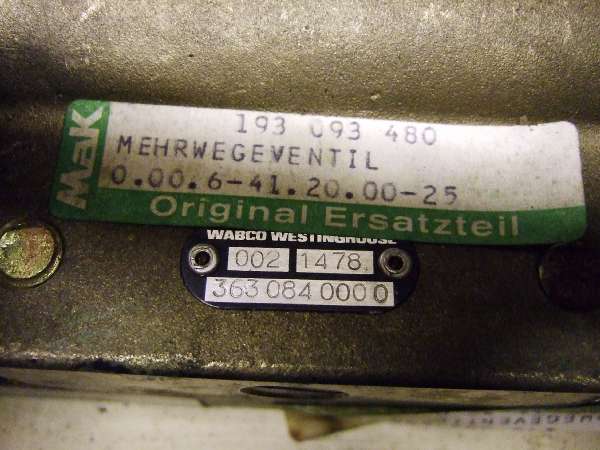 MaK
193 093 480
MEHRWEGEVENTIL
0.00.6-41.20.00-25
Original Ersatzteil
WABCO WESTINGHOUSE
002 1478
363 084 000 0